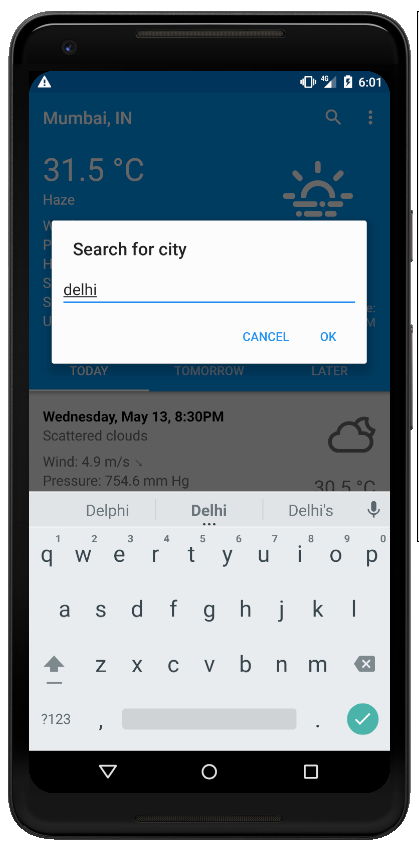 4G 6:01
Mumbai, IN
31.5 °C
Haze
W
P
H
S
S
U
e:
M
Search for city
delhi
CANCEL OK
TODAY TOMORROW LATER
Wednesday, May 13, 8:30PM
Scattered clouds
Wind: 4.9 m/s ↘
Pressure: 754.6 mm Hg
30.5 °C
Delphi Delhi Delhi's
1 2 3 4 5 6 7 8 9 0
q w e r t y u i o p
a s d f g h j k l
z x c v b n m
?123 , .